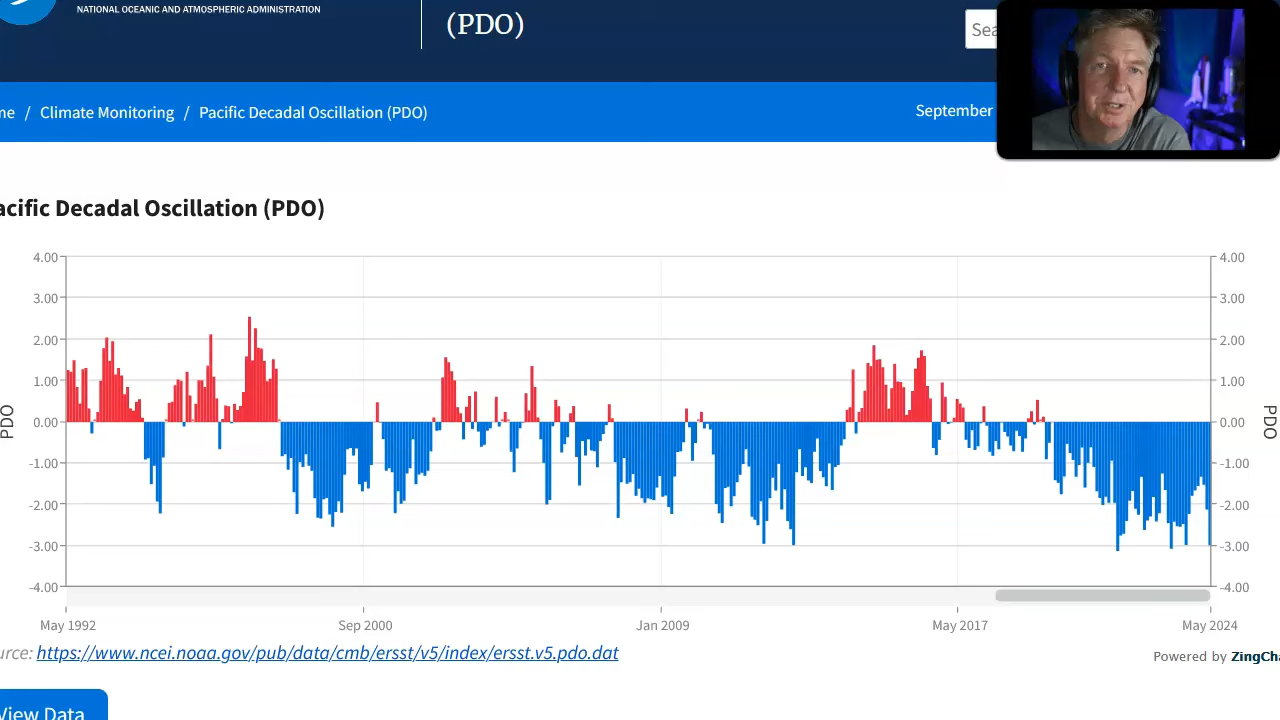 NATIONAL OCEANIC AND ATMOSPHERIC ADMINISTRATION
(PDO)
Sea
me / Climate Monitoring / Pacific Decadal Oscillation (PDO)
September
acific Decadal Oscillation (PDO)
4.00 4.00
3.00 3.00
2.00 2.00
1.00 1.00
0.00 0.00
-1.00 -1.00
-2.00 -2.00
-3.00 -3.00
-4.00 -4.00
PDO PDO
May 1992 Sep 2000 Jan 2009 May 2017 May 2024
urce: https://www.ncei.noaa.gov/pub/data/cmb/ersst/v5/index/ersst.v5.pdo.dat
Powered by ZingCha
View Data